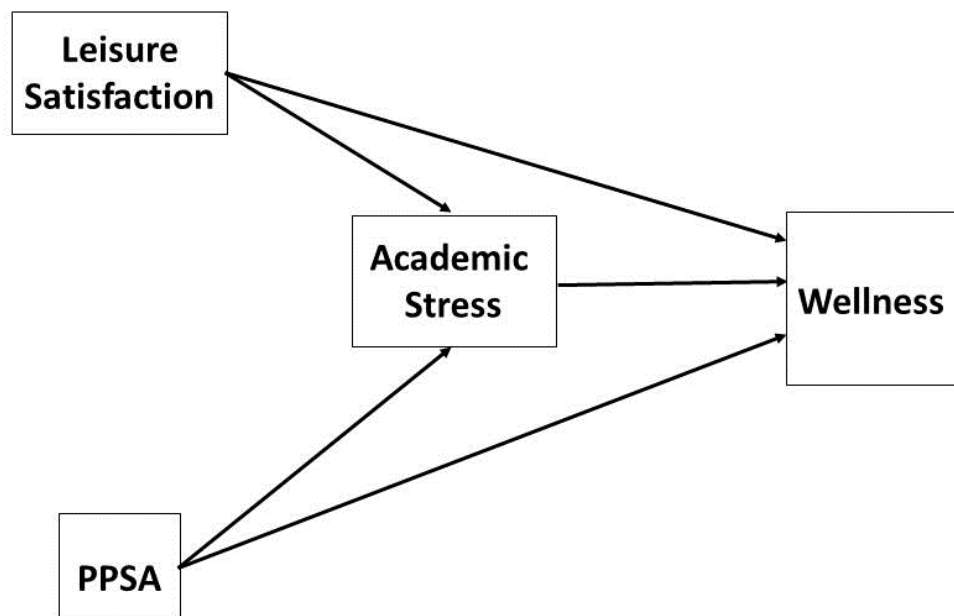 Leisure
Satisfaction
Academic
Stress
Wellness
PPSA